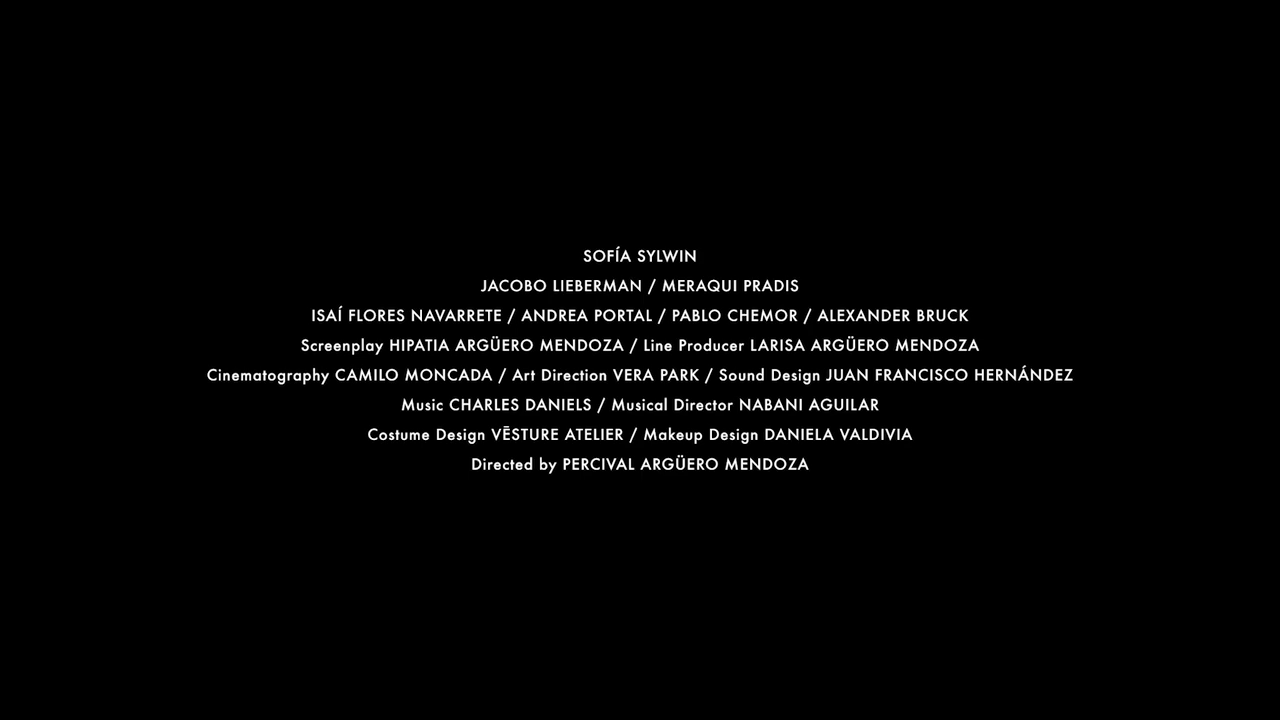 SOFÍA SYLWIN
JACOBO LIEBERMAN / MERAQUI PRADIS
ISAÍ FLORES NAVARRETE / ANDREA PORTAL / PABLO CHEMOR / ALEXANDER BRUCK
Screenplay HIPATIA ARGÜERO MENDOZA / Line Producer LARISA ARGÜERO MENDOZA
Cinematography CAMILO MONCADA / Art Direction VERA PARK / Sound Design JUAN FRANCISCO HERNÁNDEZ
Music CHARLES DANIELS / Musical Director NABANI AGUILAR
Costume Design VĒSTURE ATELIER / Makeup Design DANIELA VALDIVIA
Directed by PERCIVAL ARGÜERO MENDOZA